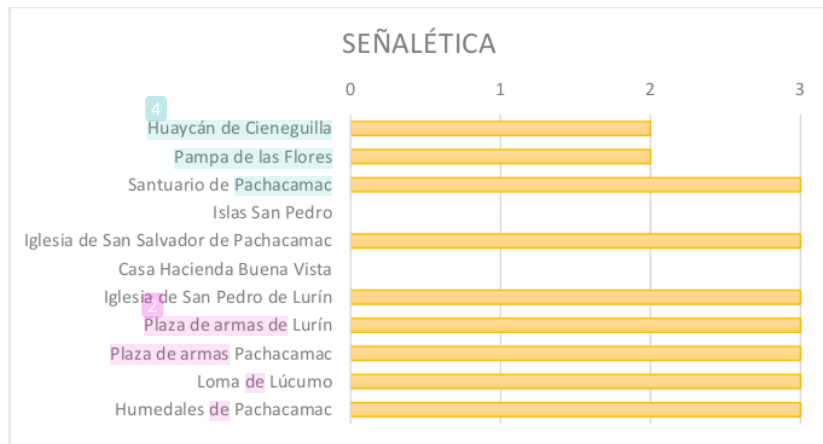 SEÑALÉTICA
0 1 2 3
4
Huaycán de Cieneguilla
Pampa de las Flores
Santuario de Pachacamac
Islas San Pedro
Iglesia de San Salvador de Pachacamac
Casa Hacienda Buena Vista
Iglesia de San Pedro de Lurín
2
Plaza de armas de Lurín
Plaza de armas Pachacamac
Loma de Lúcumo
Humedales de Pachacamac